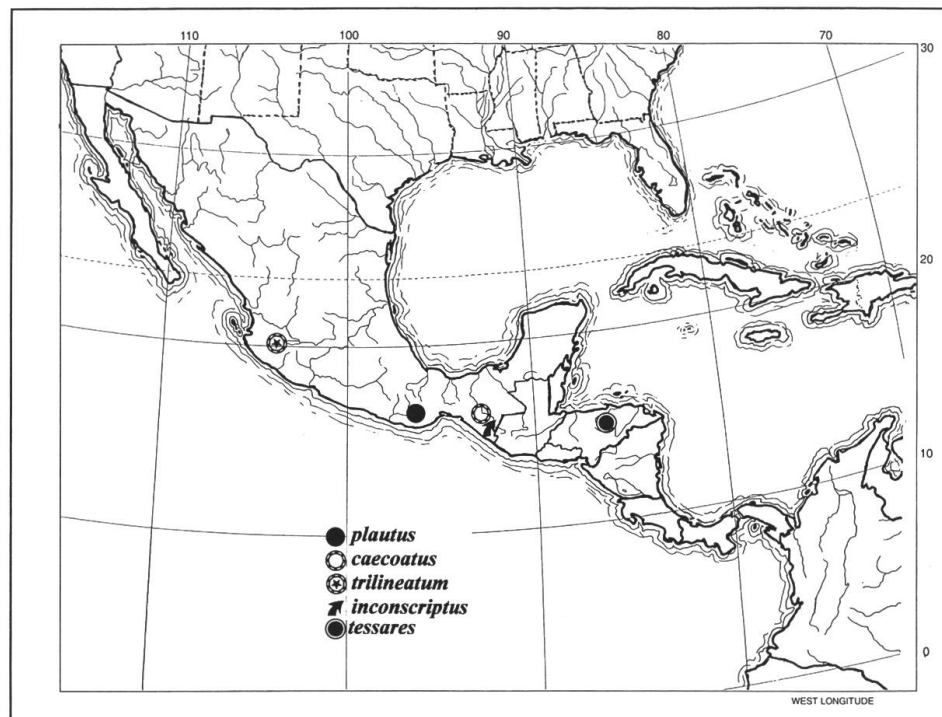 110 100 90 80 70
30
20
10
0
plautus
caecoatus
trilineatum
inconscriptus
tessares
WEST LONGITUDE